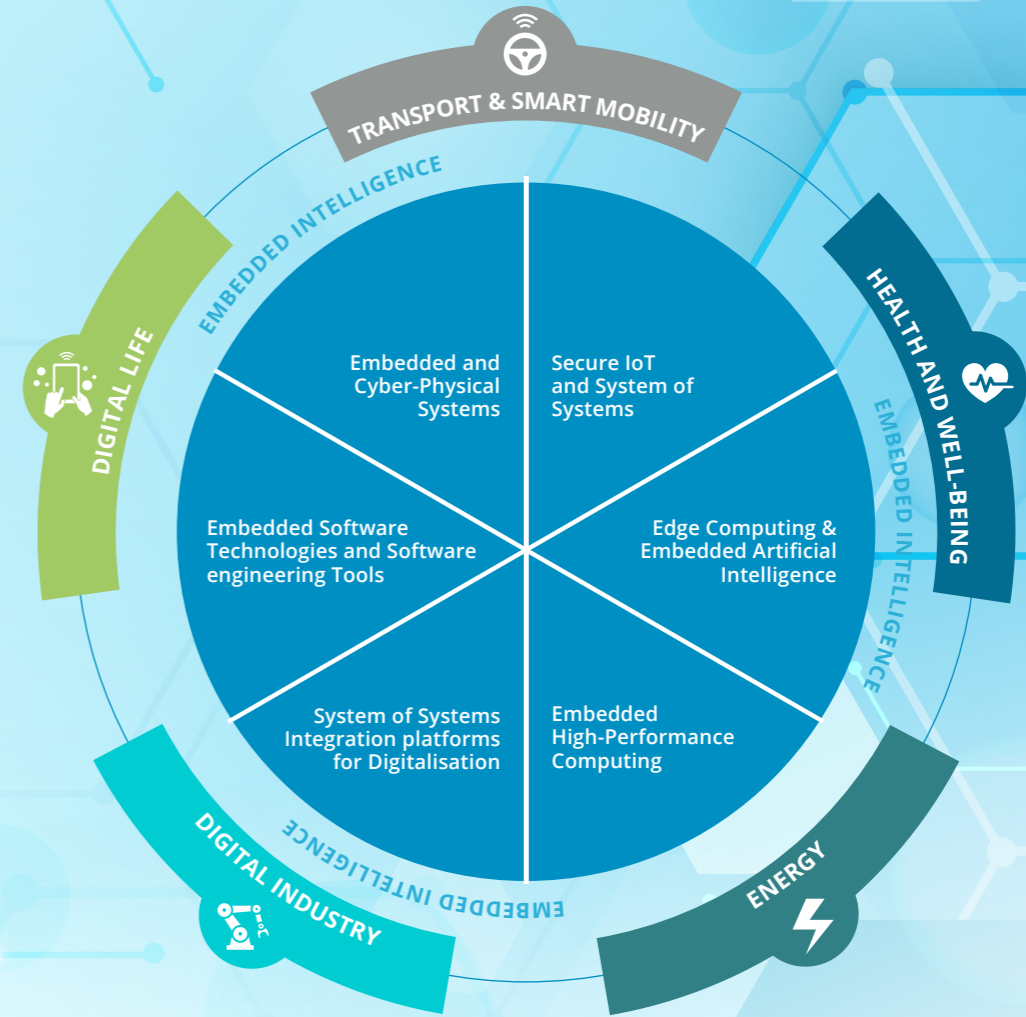 TRANSPORT & SMART MOBILITY
EMBEDDED INTELLIGENCE
DIGITAL LIFE
HEALTH AND WELL-BEING
EMBEDDED INTELLIGENCE
Embedded and
Cyber-Physical
Systems
Secure IoT
and System of
Systems
Embedded Software
Technologies and Software
engineering Tools
Edge Computing &
Embedded Artificial
Intelligence
System of Systems
Integration platforms
for Digitalisation
Embedded
High-Performance
Computing
DIGITAL INDUSTRY
EMBEDDED INTELLIGENCE
ENERGY